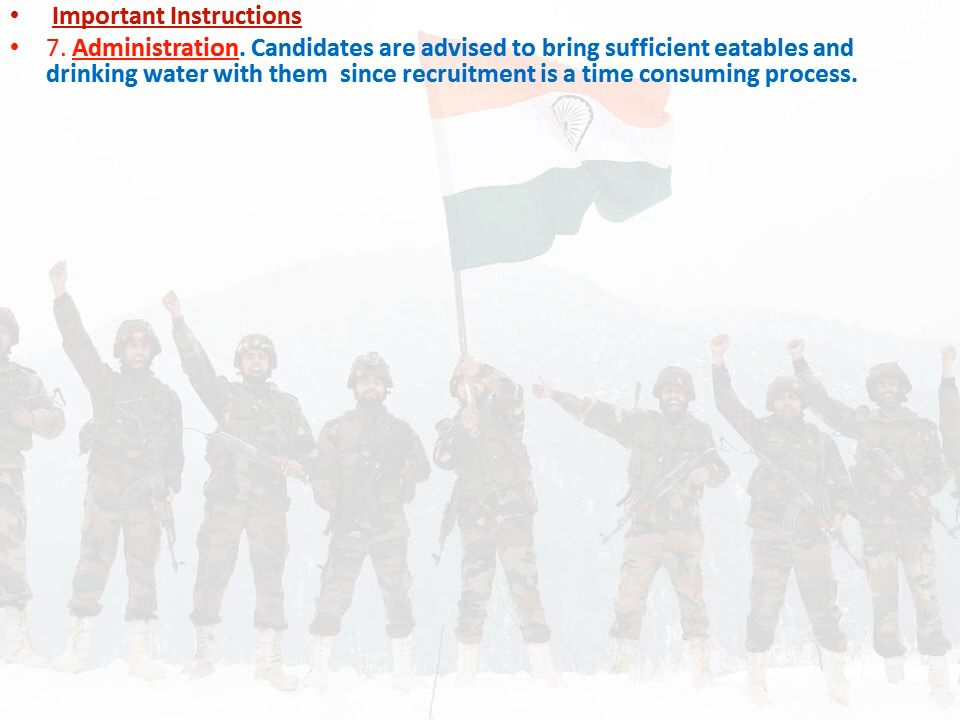 • Important Instructions
• 7. Administration. Candidates are advised to bring sufficient eatables and
drinking water with them  since recruitment is a time consuming process.